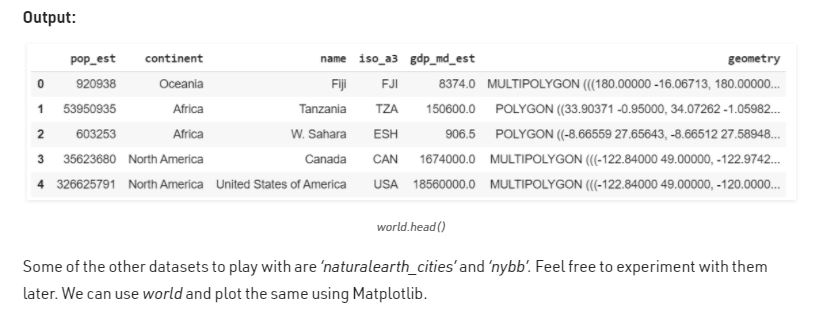 Output:
pop_est continent name iso_a3 gdp_md_est geometry
0 920938 Oceania Fiji FJI 8374.0 MULTIPOLYGON (((180.00000 -16.06713, 180.00000...
1 53950935 Africa Tanzania TZA 150600.0 POLYGON ((33.90371 -0.95000, 34.07262 -1.05982...
2 603253 Africa W. Sahara ESH 906.5 POLYGON ((-8.66559 27.65643, -8.66512 27.58948...
3 35623680 North America Canada CAN 1674000.0 MULTIPOLYGON (((-122.84000 49.00000, -122.9742...
4 326625791 North America United States of America USA 18560000.0 MULTIPOLYGON (((-122.84000 49.00000, -120.0000...
world.head()
Some of the other datasets to play with are ‘naturalearth_cities’ and ‘nybb’. Feel free to experiment with them
later. We can use world and plot the same using Matplotlib.